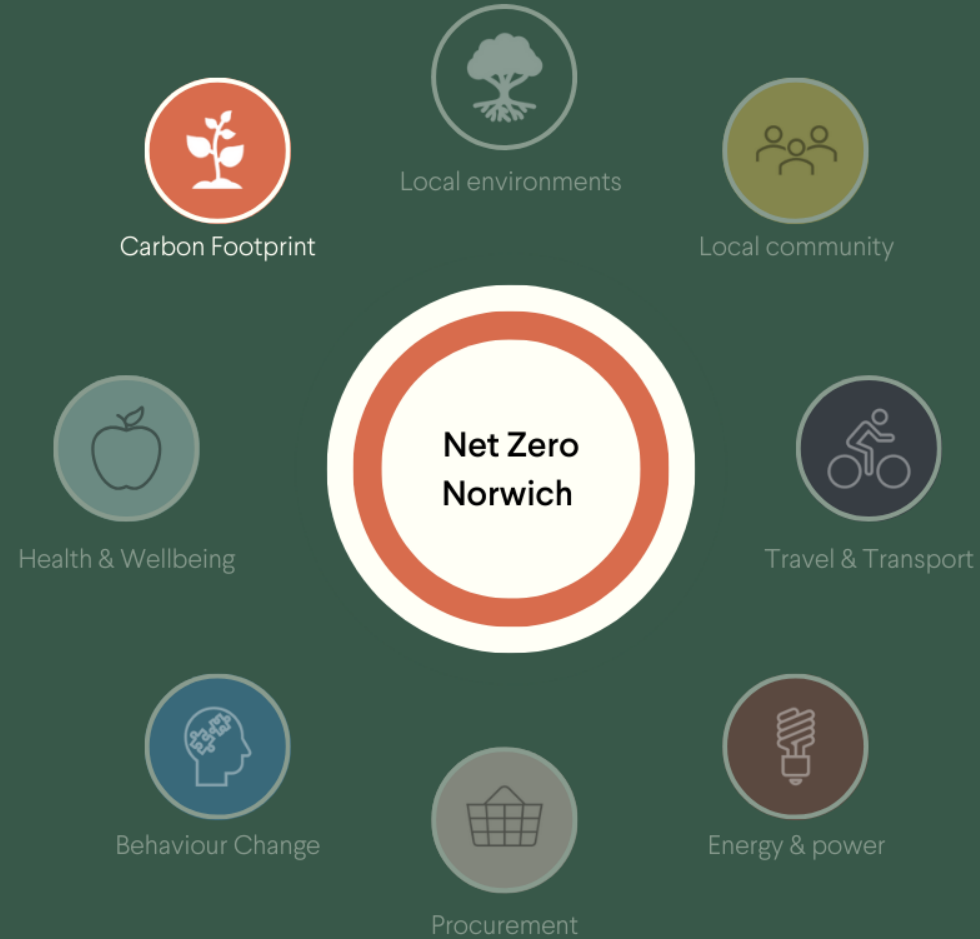 Local environments
Carbon Footprint
Local community
Net Zero
Norwich
Health & Wellbeing
Travel & Transport
Behaviour Change
Energy & power
Procurement